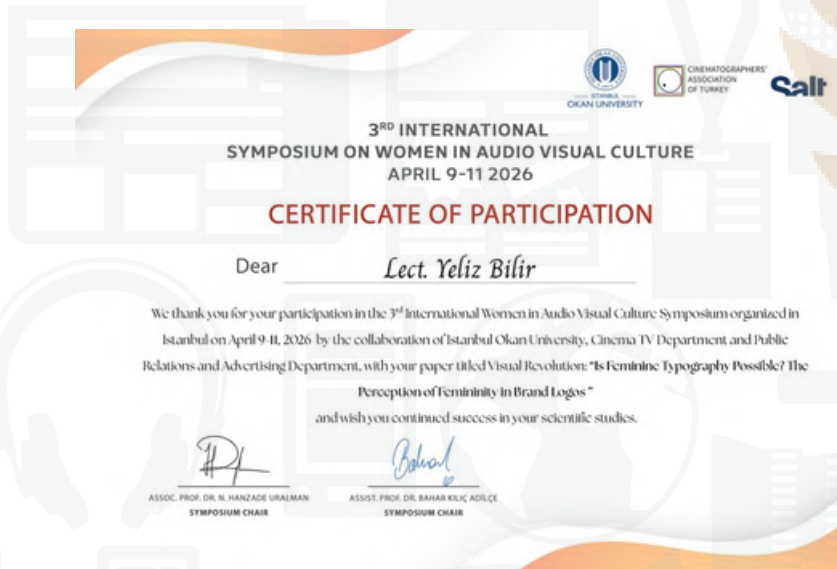 ISTANBUL
OKAN UNIVERSITY
CINEMATOGRAPHERS'
ASSOCIATION
OF TURKEY
Salt
3RD INTERNATIONAL
SYMPOSIUM ON WOMEN IN AUDIO VISUAL CULTURE
APRIL 9-11 2026
CERTIFICATE OF PARTICIPATION
Dear Lect. Yeliz Bilir
We thank you for your participation in the 3rd International Women in Audio Visual Culture Symposium organized in
Istanbul on April 9-11, 2026 by the collaboration of Istanbul Okan University, Cinema TV Department and Public
Relations and Advertising Department, with your paper titled Visual Revolution: "Is Feminine Typography Possible? The
Perception of Femininity in Brand Logos "
and wish you continued success in your scientific studies.
ASSOC. PROF. DR. N. HANZADE URALMAN
SYMPOSIUM CHAIR
ASSIST. PROF. DR. BAHAR KILIÇ ADİLÇE
SYMPOSIUM CHAIR